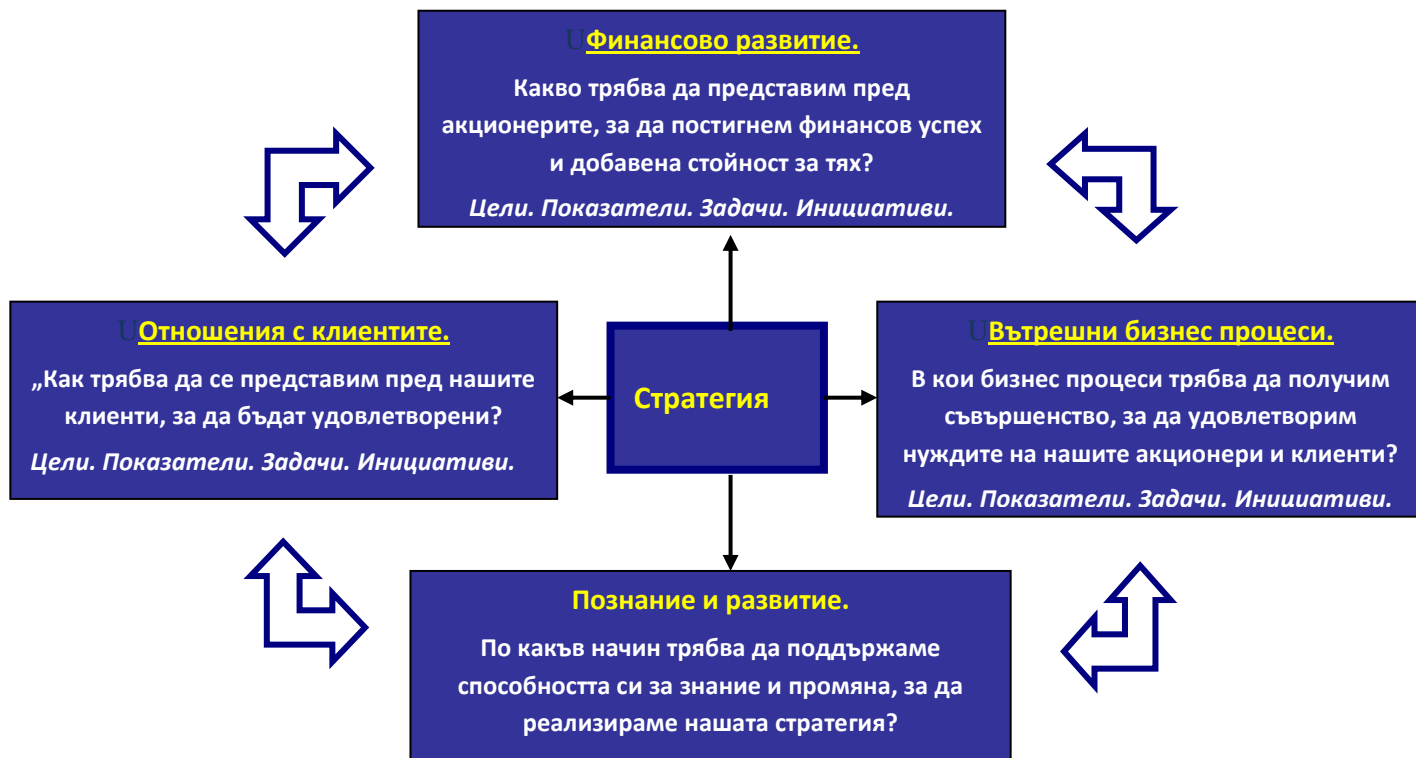 UФинансово развитие.
Какво трябва да представим пред
акционерите, за да постигнем финансов успех
и добавена стойност за тях?
Цели. Показатели. Задачи. Инициативи.
UОтношения с клиентите.
„Как трябва да се представим пред нашите
клиенти, за да бъдат удовлетворени?
Цели. Показатели. Задачи. Инициативи.
Стратегия
UВътрешни бизнес процеси.
В кои бизнес процеси трябва да получим
съвършенство, за да удовлетворим
нуждите на нашите акционери и клиенти?
Цели. Показатели. Задачи. Инициативи.
Познание и развитие.
По какъв начин трябва да поддържаме
способността си за знание и промяна, за да
реализираме нашата стратегия?